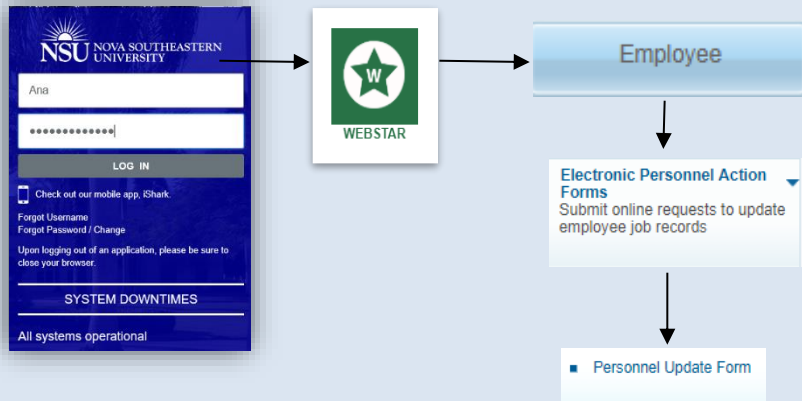 NSU NOVA SOUTHEASTERN
UNIVERSITY
Ana
LOG IN
Check out our mobile app, iShark.
Forgot Username
Forgot Password / Change
Upon logging out of an application, please be sure to
close your browser.
SYSTEM DOWNTIMES
All systems operational
W
WEBSTAR
Employee
Electronic Personnel Action
Forms
Submit online requests to update
employee job records
Personnel Update Form